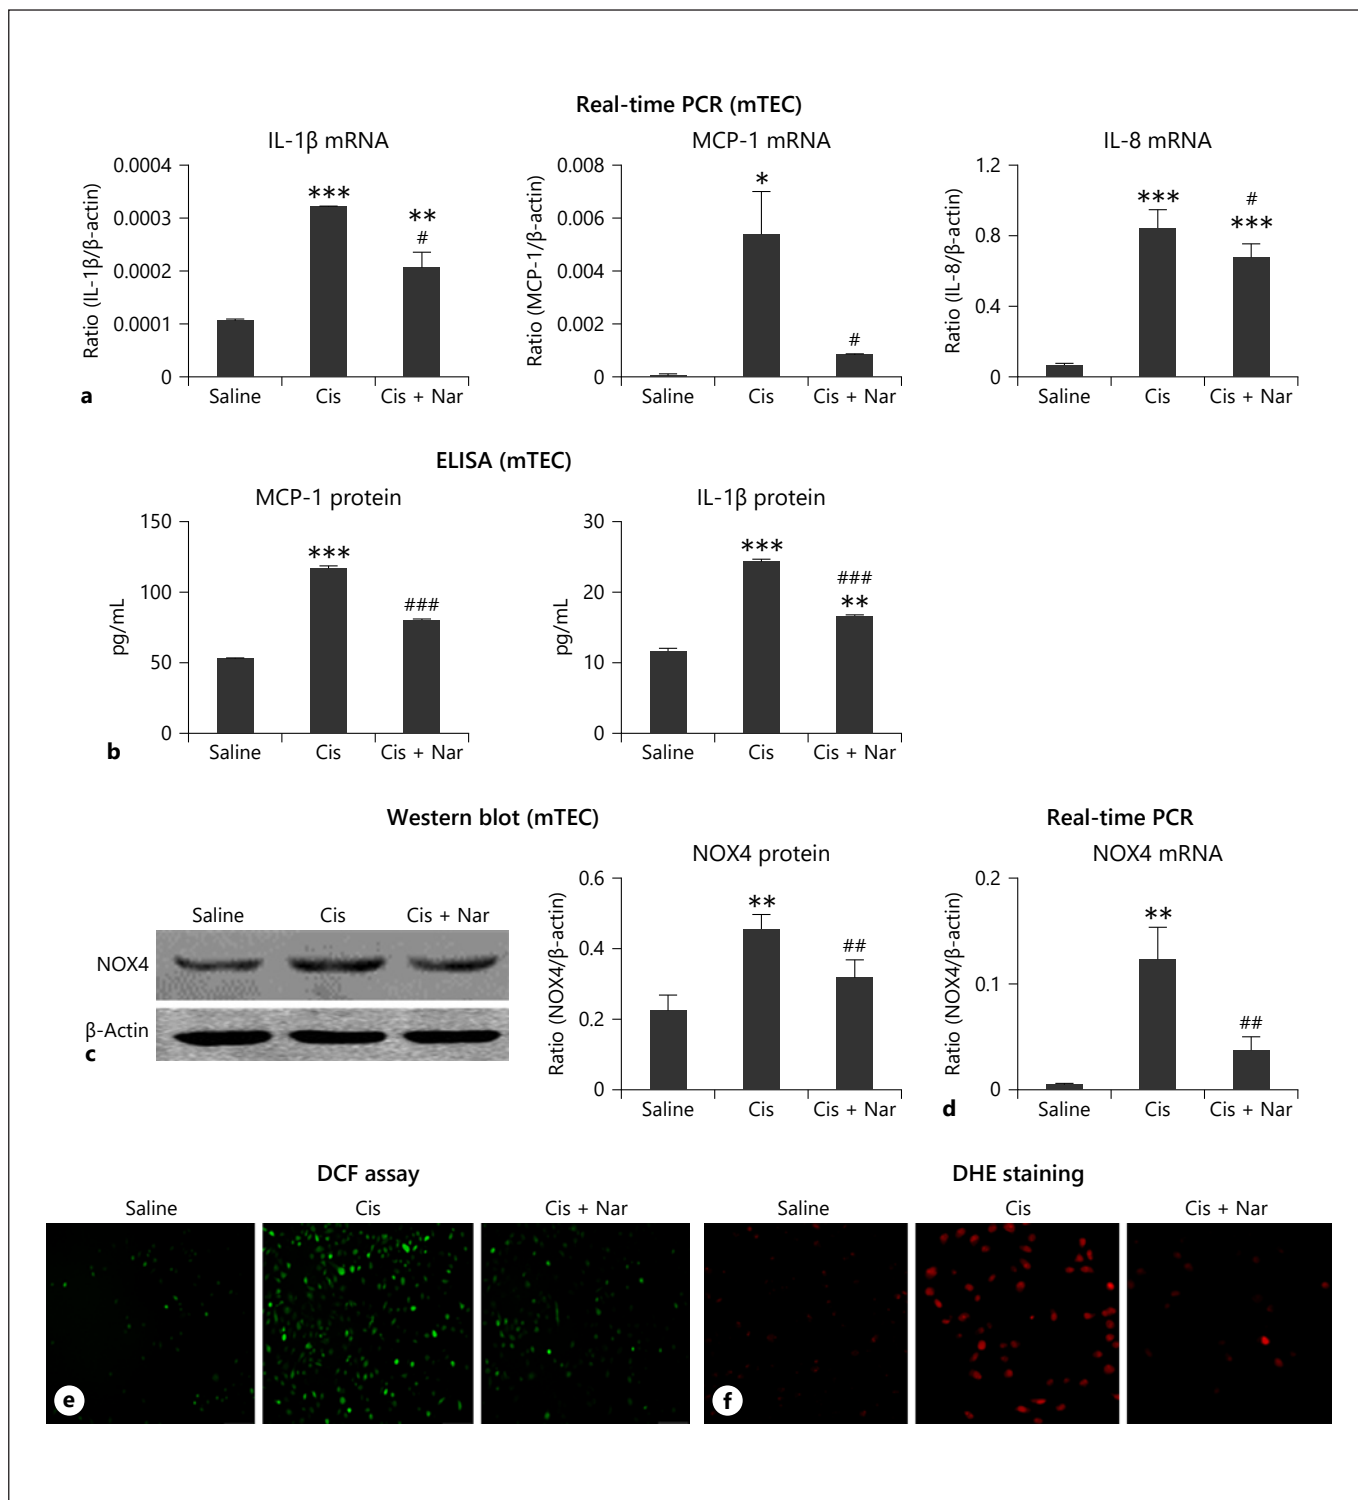 Real-time PCR (mTEC)
IL-1β mRNA
MCP-1 mRNA
IL-8 mRNA
Ratio (IL-1β/β-actin)
0.0004
0.0003
0.0002
0.0001
0
***
**
#
Saline Cis Cis + Nar
Ratio (MCP-1/β-actin)
0.008
0.006
0.004
0.002
0
*
#
Saline Cis Cis + Nar
Ratio (IL-8/β-actin)
1.2
0.8
0.4
0
***
#
***
Saline Cis Cis + Nar
a
ELISA (mTEC)
MCP-1 protein
IL-1β protein
pg/mL
150
100
50
0
***
###
Saline Cis Cis + Nar
pg/mL
30
20
10
0
***
###
**
Saline Cis Cis + Nar
b
Western blot (mTEC)
Saline Cis Cis + Nar
NOX4
β-Actin
c
NOX4 protein
Ratio (NOX4/β-actin)
0.6
0.4
0.2
0
**
##
Saline Cis Cis + Nar
Real-time PCR
NOX4 mRNA
Ratio (NOX4/β-actin)
0.2
0.1
0
**
##
Saline Cis Cis + Nar
d
DCF assay
Saline Cis Cis + Nar
e
DHE staining
Saline Cis Cis + Nar
f